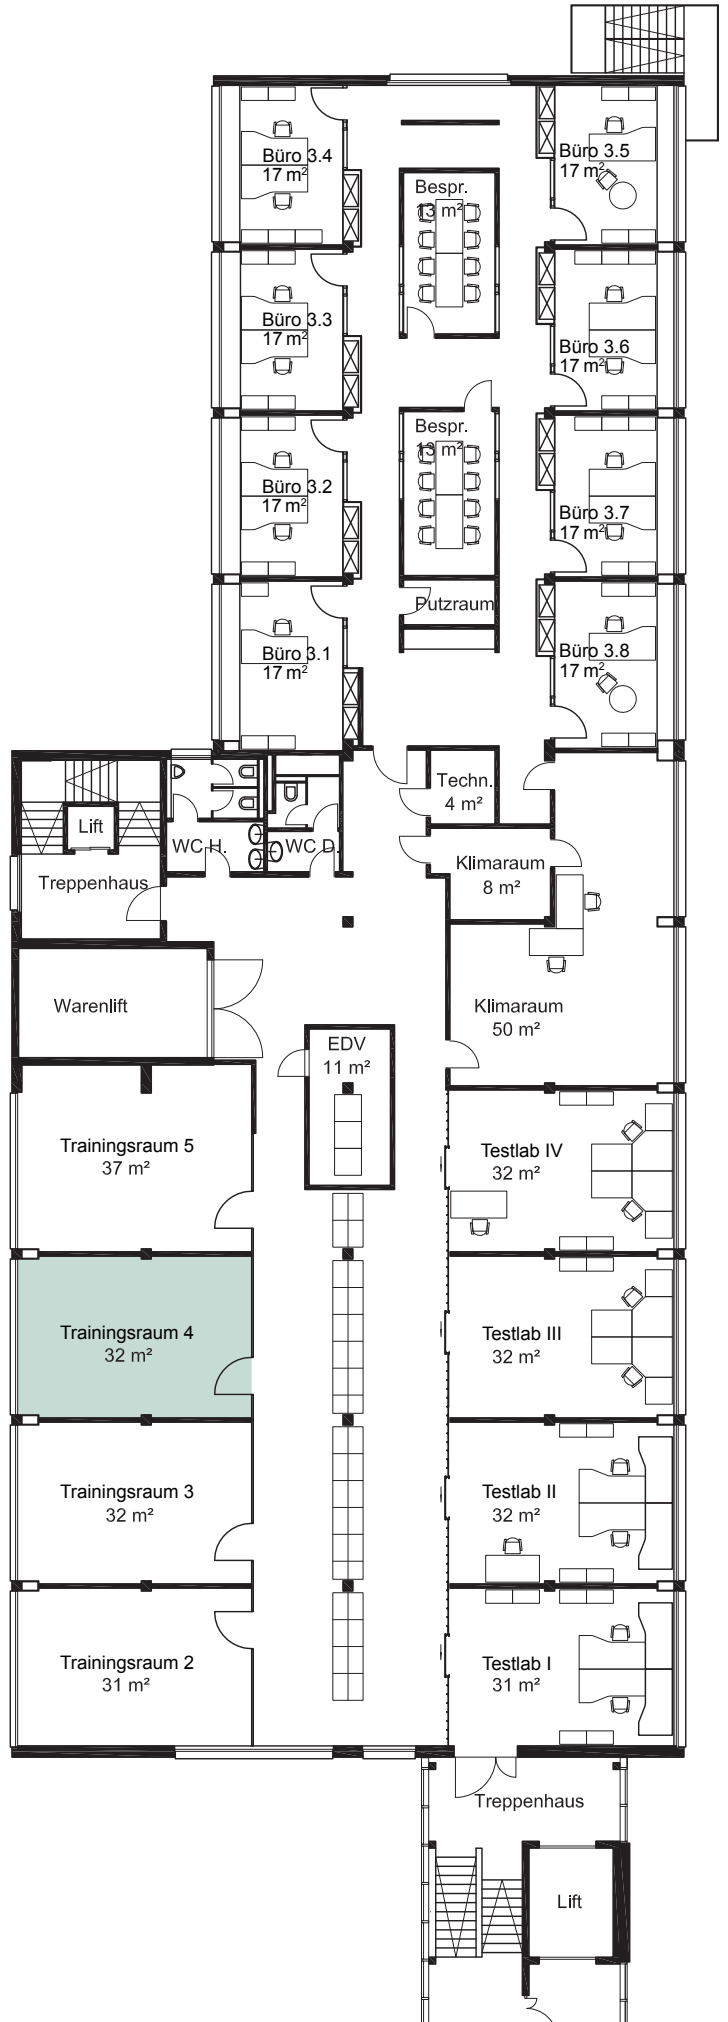 Büro 3.4
17 m²
Bespr.
13 m²
Büro 3.5
17 m²
Büro 3.3
17 m²
Büro 3.6
17 m²
Büro 3.2
17 m²
Bespr.
13 m²
Büro 3.7
17 m²
Putzraum
Büro 3.1
17 m²
Büro 3.8
17 m²
Techn.
4 m²
Lift
WC H.
WC D.
Klimaraum
8 m²
Treppenhaus
Warenlift
Klimaraum
50 m²
EDV
11 m²
Trainingsraum 5
37 m²
Testlab IV
32 m²
Trainingsraum 4
32 m²
Testlab III
32 m²
Trainingsraum 3
32 m²
Testlab II
32 m²
Trainingsraum 2
31 m²
Testlab I
31 m²
Treppenhaus
Lift